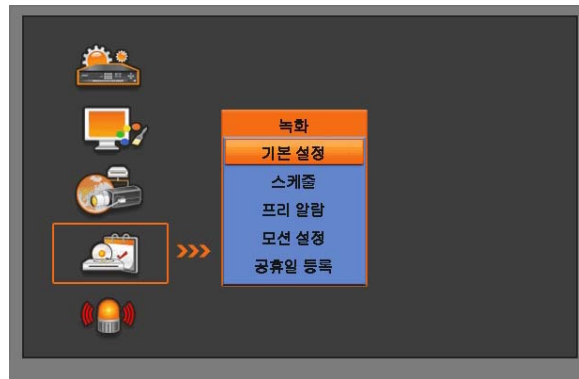 녹화
기본 설정
스케줄
프리 알람
모션 설정
공휴일 등록